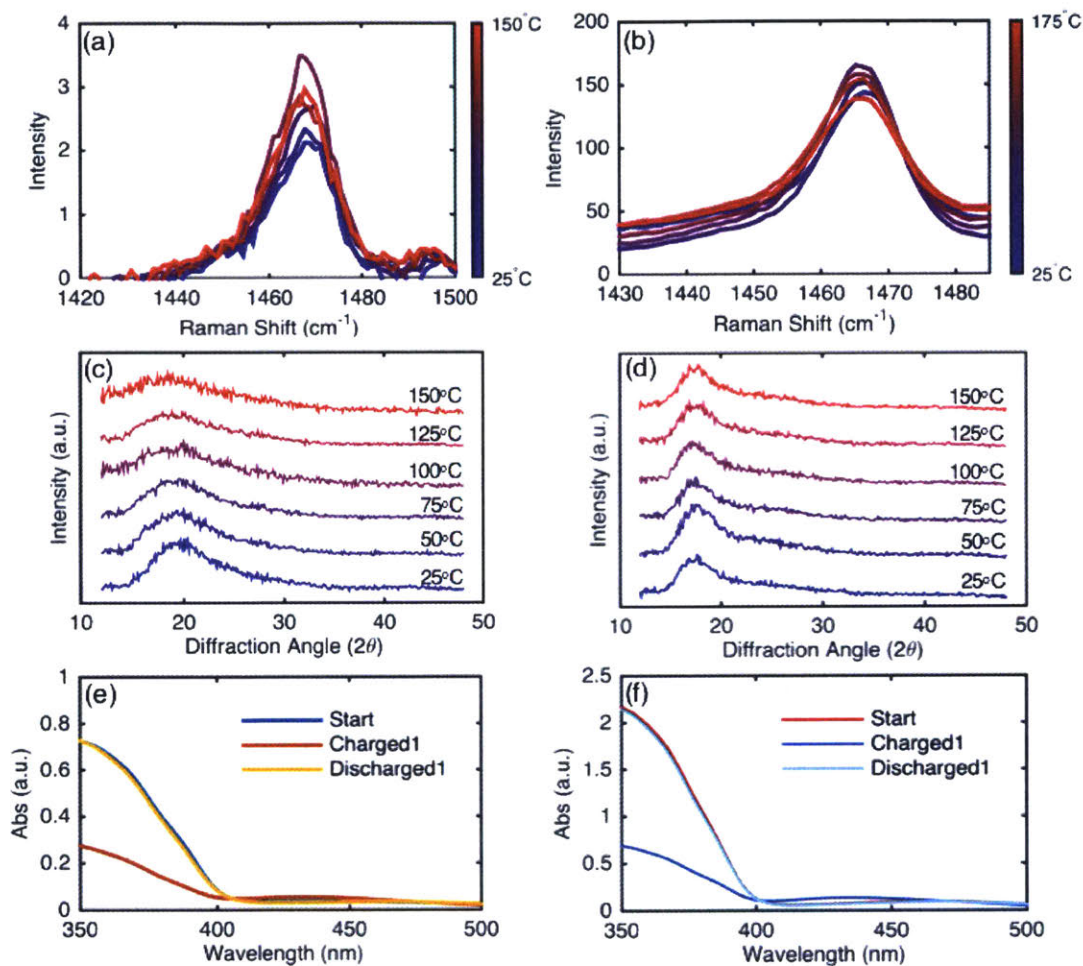 (a)
4
3
2
1
0
Intensity
1420 1440 1460 1480 1500
Raman Shift (cm⁻¹)
150°C
25°C
(b)
200
150
100
50
0
Intensity
1430 1440 1450 1460 1470 1480
Raman Shift (cm⁻¹)
175°C
25°C
(c)
150°C
125°C
100°C
75°C
50°C
25°C
Intensity (a.u.)
10 20 30 40 50
Diffraction Angle (2θ)
(d)
150°C
125°C
100°C
75°C
50°C
25°C
Intensity (a.u.)
10 20 30 40 50
Diffraction Angle (2θ)
(e)
1
0.8
0.6
0.4
0.2
0
Abs (a.u.)
Start
Charged1
Discharged1
350 400 450 500
Wavelength (nm)
(f)
2.5
2
1.5
1
0.5
0
Abs (a.u.)
Start
Charged1
Discharged1
350 400 450 500
Wavelength (nm)